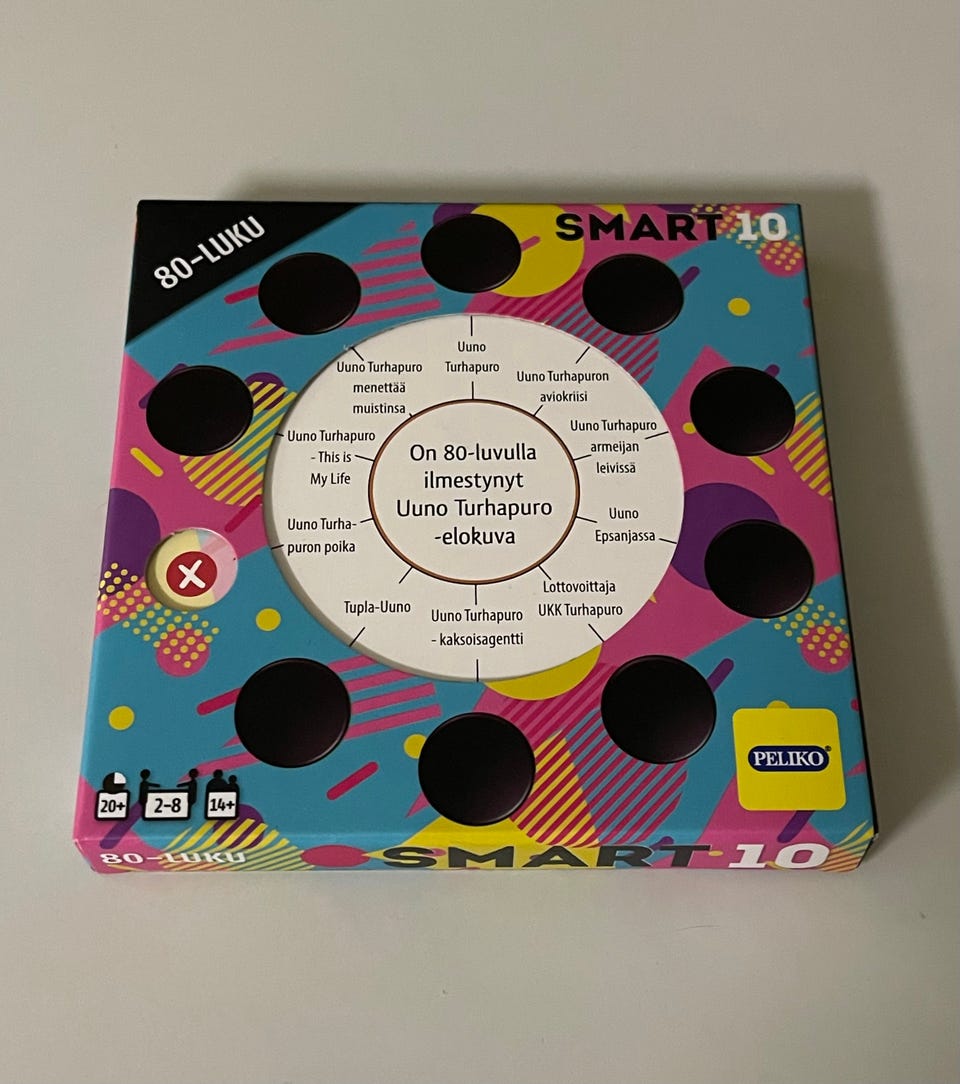 80-LUKU
SMART 10
Uuno
Turhapuro
Uuno Turhapuron
aviokriisi
Uuno Turhapuro
armeijan
leivissä
Uuno
Epsanjassa
Lottovoittaja
UKK Turhapuro
Uuno Turhapuro
- kaksoisagentti
Tupla-Uuno
Uuno Turha-
puron poika
Uuno Turhapuro
- This is
My Life
Uuno Turhapuro
menettää
muistinsa
On 80-luvulla
ilmestynyt
Uuno Turhapuro
-elokuva
PELIKO®
20+
2-8
14+
80-LUKU
SMART 10